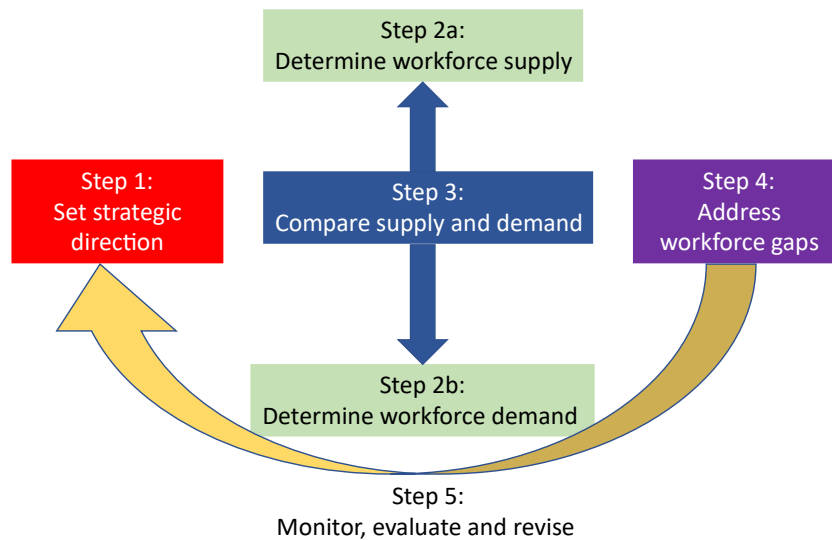 Step 2a:
Determine workforce supply
Step 1:
Set strategic
direction
Step 3:
Compare supply and demand
Step 4:
Address
workforce gaps
Step 2b:
Determine workforce demand
Step 5:
Monitor, evaluate and revise